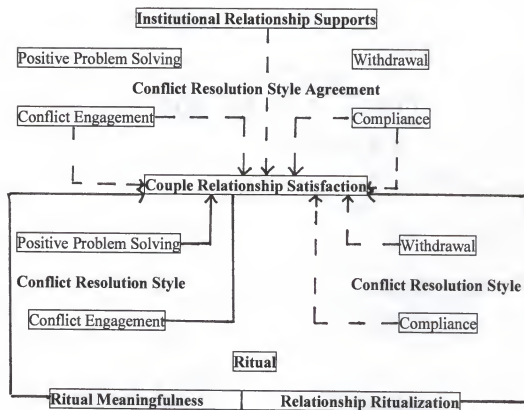 Institutional Relationship Supports
Positive Problem Solving Withdrawal
Conflict Resolution Style Agreement
Conflict Engagement Compliance
Couple Relationship Satisfaction
Positive Problem Solving
Withdrawal
Conflict Resolution Style Conflict Resolution Style
Conflict Engagement Compliance
Ritual
Ritual Meaningfulness Relationship Ritualization